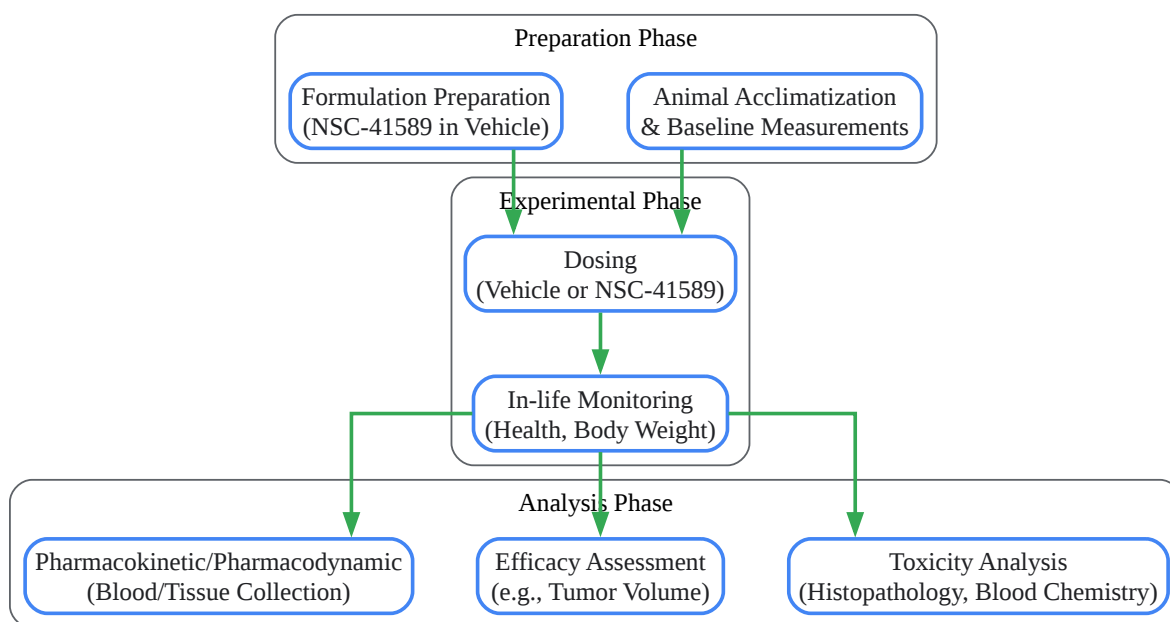 Preparation Phase
Formulation Preparation
(NSC-41589 in Vehicle)
Animal Acclimatization
& Baseline Measurements
Experimental Phase
Dosing
(Vehicle or NSC-41589)
In-life Monitoring
(Health, Body Weight)
Analysis Phase
Pharmacokinetic/Pharmacodynamic
(Blood/Tissue Collection)
Efficacy Assessment
(e.g., Tumor Volume)
Toxicity Analysis
(Histopathology, Blood Chemistry)